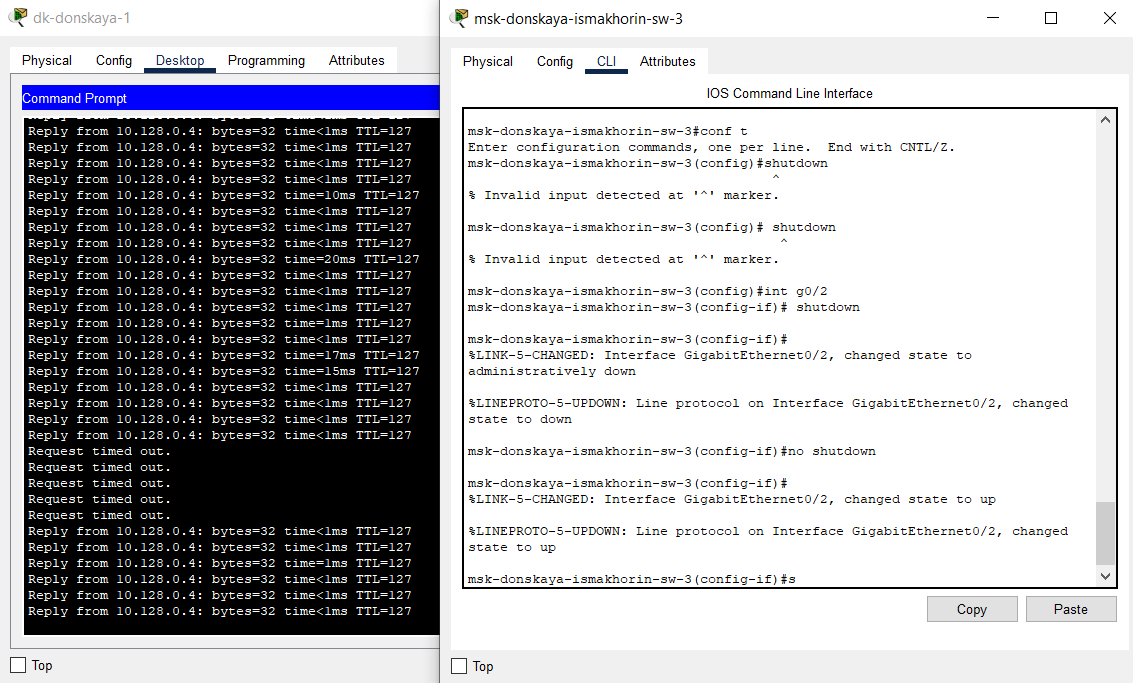 dk-donskaya-1
Physical Config Desktop Programming Attributes
Command Prompt
Reply from 10.128.0.4: bytes=32 time<1ms TTL=127
Reply from 10.128.0.4: bytes=32 time<1ms TTL=127
Reply from 10.128.0.4: bytes=32 time<1ms TTL=127
Reply from 10.128.0.4: bytes=32 time<1ms TTL=127
Reply from 10.128.0.4: bytes=32 time=10ms TTL=127
Reply from 10.128.0.4: bytes=32 time<1ms TTL=127
Reply from 10.128.0.4: bytes=32 time<1ms TTL=127
Reply from 10.128.0.4: bytes=32 time<1ms TTL=127
Reply from 10.128.0.4: bytes=32 time=20ms TTL=127
Reply from 10.128.0.4: bytes=32 time<1ms TTL=127
Reply from 10.128.0.4: bytes=32 time<1ms TTL=127
Reply from 10.128.0.4: bytes=32 time<1ms TTL=127
Reply from 10.128.0.4: bytes=32 time=1ms TTL=127
Reply from 10.128.0.4: bytes=32 time<1ms TTL=127
Reply from 10.128.0.4: bytes=32 time=17ms TTL=127
Reply from 10.128.0.4: bytes=32 time=15ms TTL=127
Reply from 10.128.0.4: bytes=32 time<1ms TTL=127
Reply from 10.128.0.4: bytes=32 time<1ms TTL=127
Reply from 10.128.0.4: bytes=32 time<1ms TTL=127
Reply from 10.128.0.4: bytes=32 time<1ms TTL=127
Request timed out.
Request timed out.
Request timed out.
Request timed out.
Request timed out.
Reply from 10.128.0.4: bytes=32 time<1ms TTL=127
Reply from 10.128.0.4: bytes=32 time<1ms TTL=127
Reply from 10.128.0.4: bytes=32 time=1ms TTL=127
Reply from 10.128.0.4: bytes=32 time<1ms TTL=127
Reply from 10.128.0.4: bytes=32 time<1ms TTL=127
Reply from 10.128.0.4: bytes=32 time<1ms TTL=127
Top
msk-donskaya-ismakhorin-sw-3
Physical Config CLI Attributes
IOS Command Line Interface
msk-donskaya-ismakhorin-sw-3#conf t
Enter configuration commands, one per line.  End with CNTL/Z.
msk-donskaya-ismakhorin-sw-3(config)#shutdown
^
% Invalid input detected at '^' marker.
msk-donskaya-ismakhorin-sw-3(config)# shutdown
^
% Invalid input detected at '^' marker.
msk-donskaya-ismakhorin-sw-3(config)#int g0/2
msk-donskaya-ismakhorin-sw-3(config-if)# shutdown
msk-donskaya-ismakhorin-sw-3(config-if)#
%LINK-5-CHANGED: Interface GigabitEthernet0/2, changed state to
administratively down
%LINEPROTO-5-UPDOWN: Line protocol on Interface GigabitEthernet0/2, changed
state to down
msk-donskaya-ismakhorin-sw-3(config-if)#no shutdown
msk-donskaya-ismakhorin-sw-3(config-if)#
%LINK-5-CHANGED: Interface GigabitEthernet0/2, changed state to up
%LINEPROTO-5-UPDOWN: Line protocol on Interface GigabitEthernet0/2, changed
state to up
msk-donskaya-ismakhorin-sw-3(config-if)#s
Copy Paste
Top